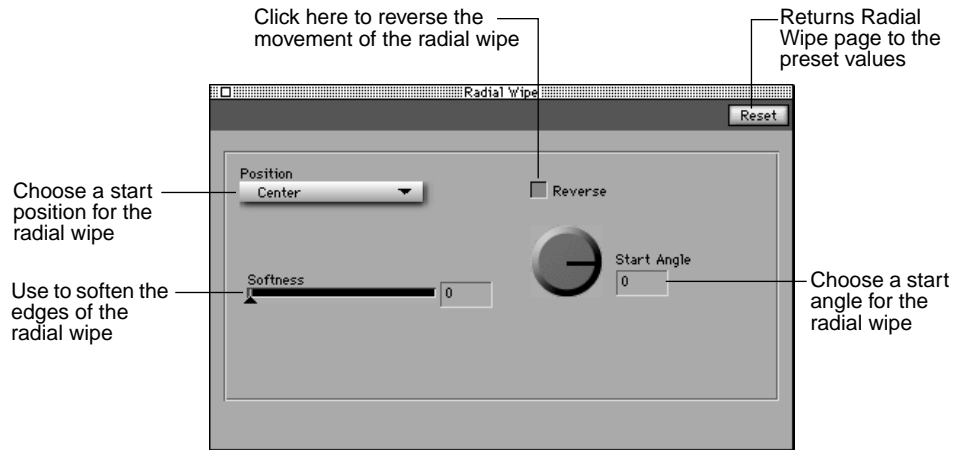 Click here to reverse the
movement of the radial wipe
Returns Radial
Wipe page to the
preset values
Radial Wipe
Reset
Position
Center
Reverse
Choose a start
position for the
radial wipe
Start Angle
0
Softness
0
Use to soften the
edges of the
radial wipe
Choose a start
angle for the
radial wipe